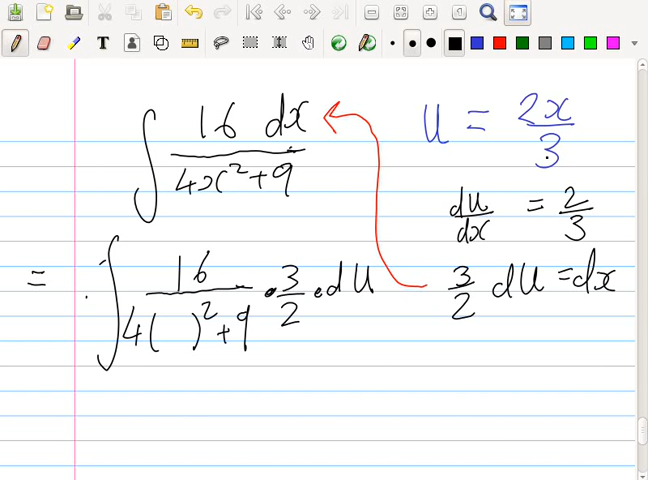 ∫ 16 dx / 4x² + 9
u = 2x / 3
du / dx = 2 / 3
= ∫ 16 / 4( )² + 9 · 3 / 2 · du
3 / 2 du = dx